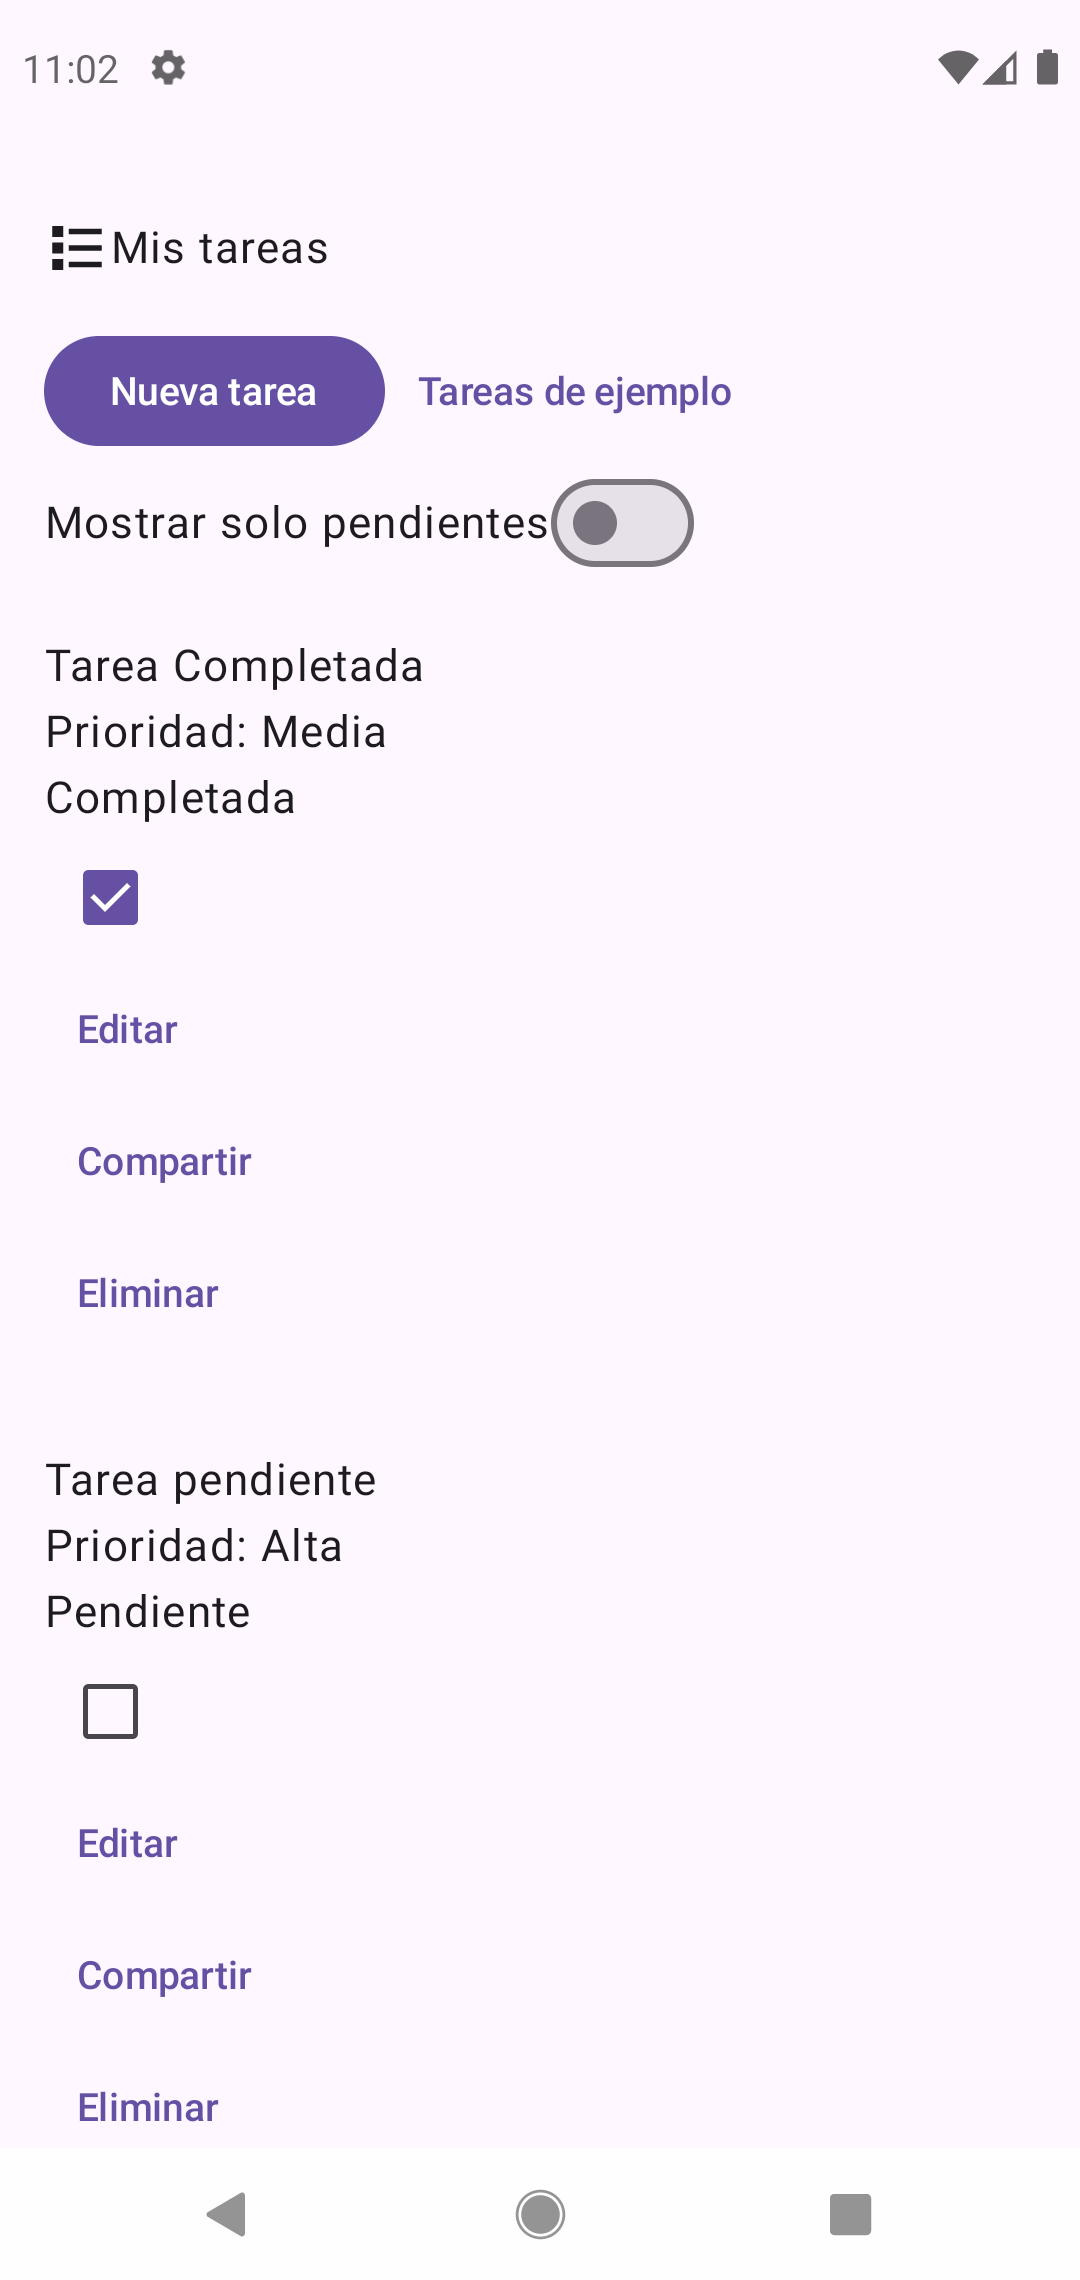 11:02
Mis tareas
Nueva tarea
Tareas de ejemplo
Mostrar solo pendientes
Tarea Completada
Prioridad: Media
Completada
Editar
Compartir
Eliminar
Tarea pendiente
Prioridad: Alta
Pendiente
Editar
Compartir
Eliminar